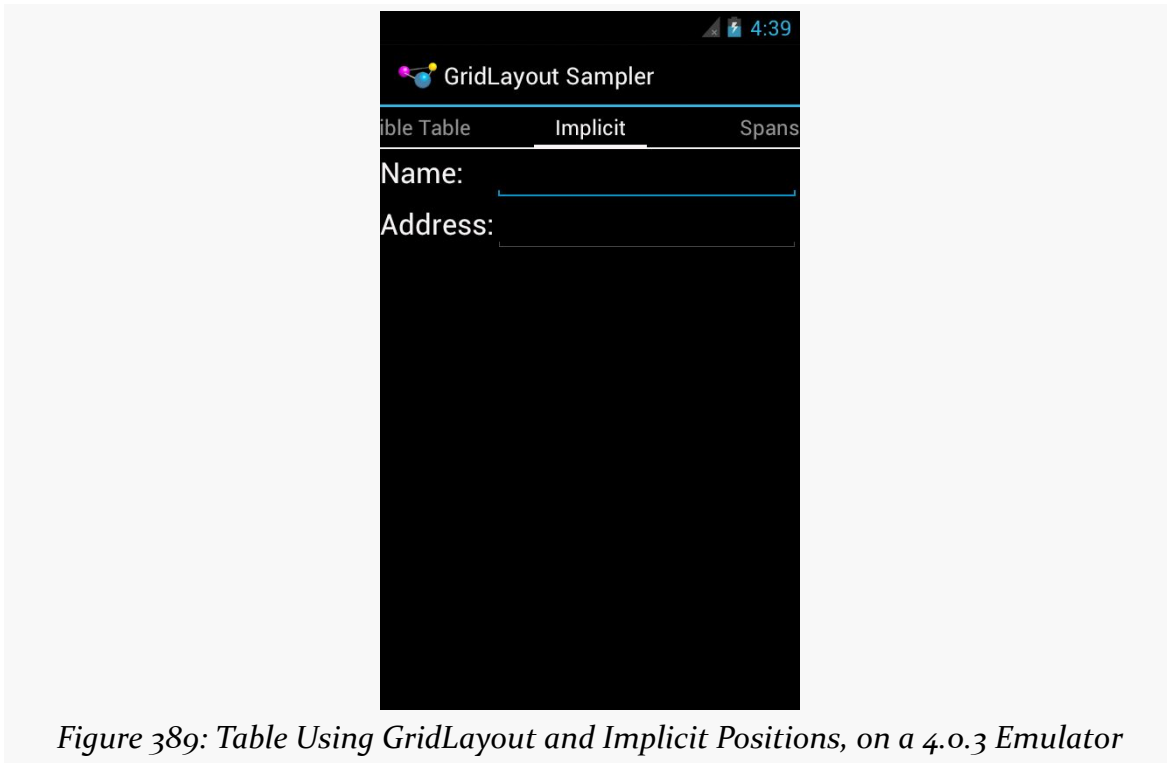 4:39
GridLayout Sampler
ible Table Implicit Spans
Name:
Address:
Figure 389: Table Using GridLayout and Implicit Positions, on a 4.0.3 Emulator